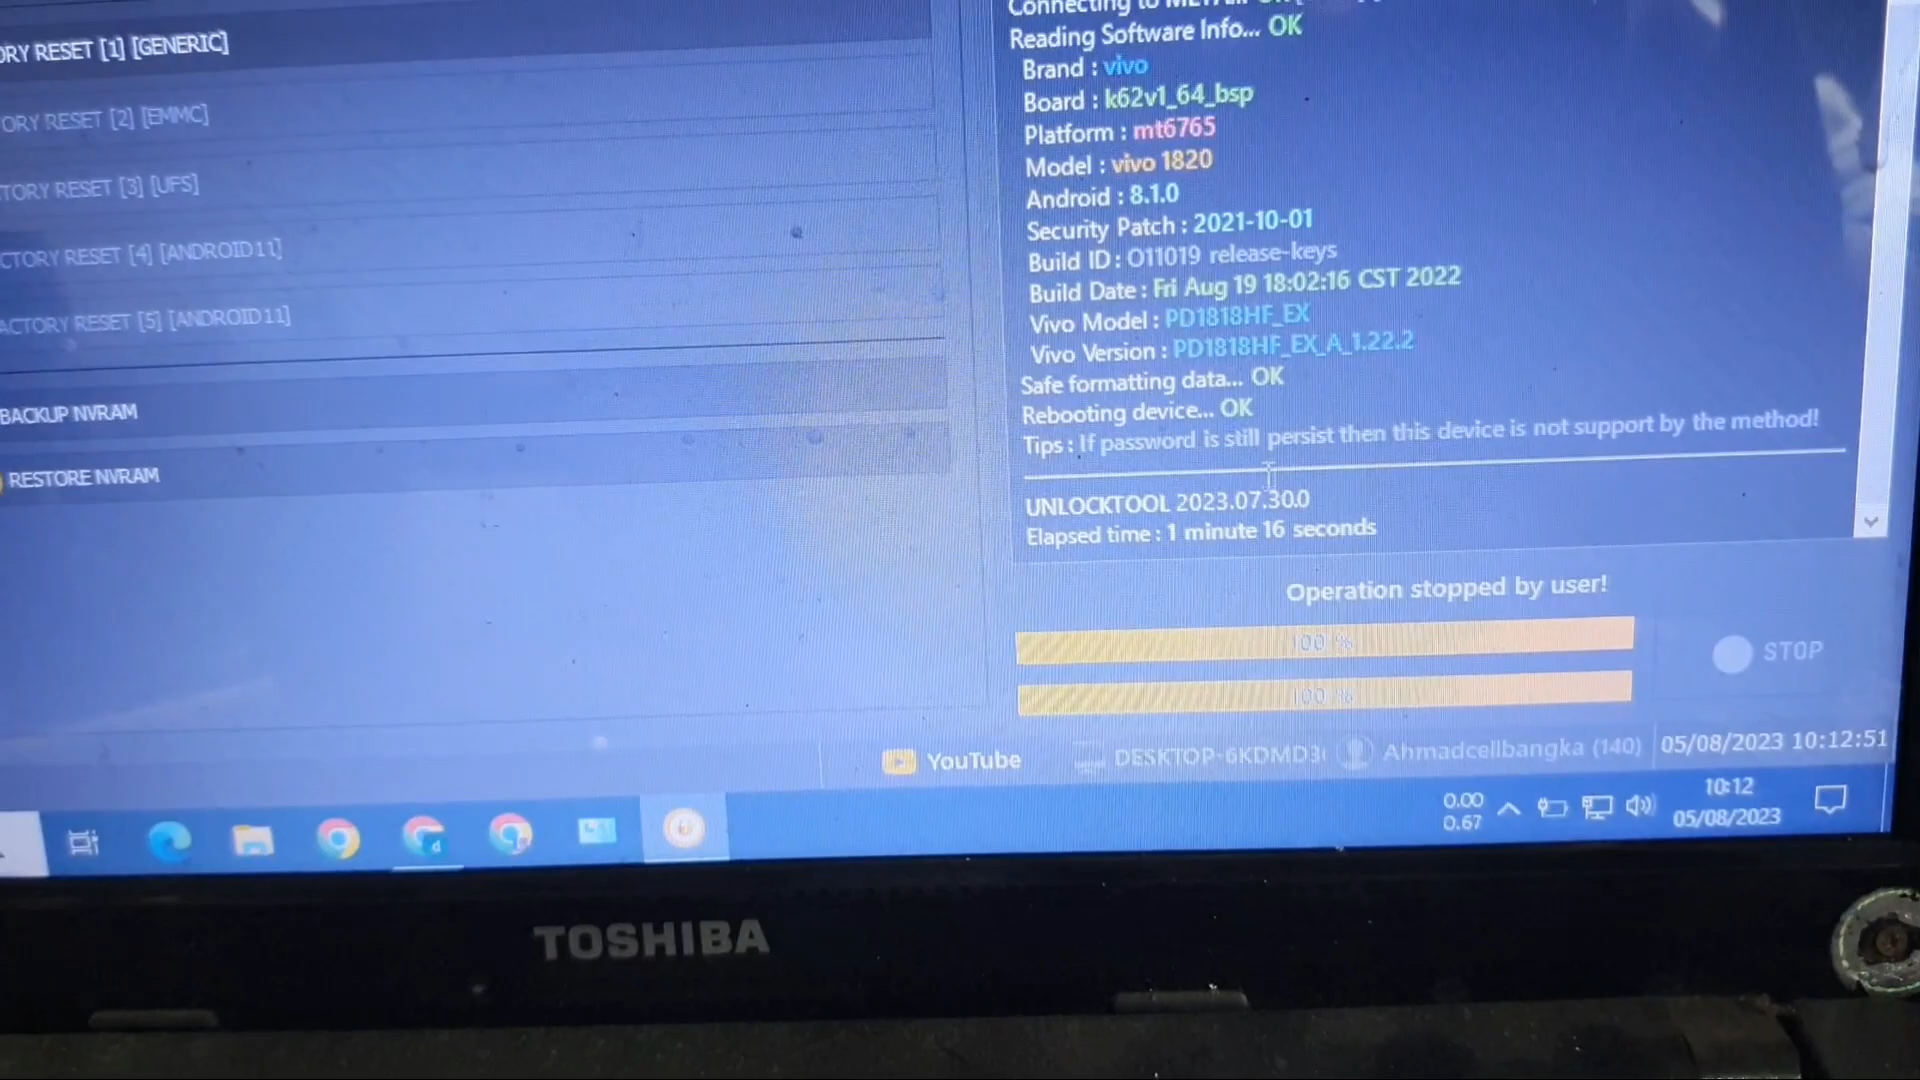 ORY RESET [1] [GENERIC]
ORY RESET [2] [EMMC]
TORY RESET [3] [UFS]
CTORY RESET [4] [ANDROID11]
ACTORY RESET [5] [ANDROID11]
BACKUP NVRAM
RESTORE NVRAM
Connecting to
Reading Software Info... OK
Brand : vivo
Board : k62v1_64_bsp
Platform : mt6765
Model : vivo 1820
Android : 8.1.0
Security Patch : 2021-10-01
Build ID : O11019 release-keys
Build Date : Fri Aug 19 18:02:16 CST 2022
Vivo Model : PD1818HF_EX
Vivo Version : PD1818HF_EX_A_1.22.2
Safe formatting data... OK
Rebooting device... OK
Tips : If password is still persist then this device is not support by the method!
UNLOCKTOOL 2023.07.30.0
Elapsed time : 1 minute 16 seconds
Operation stopped by user!
100 %
STOP
100 %
YouTube
DESKTOP-6KDMD3
Ahmadcellbangka (140)
05/08/2023 10:12:51
0.00
0.67
10:12
05/08/2023
TOSHIBA